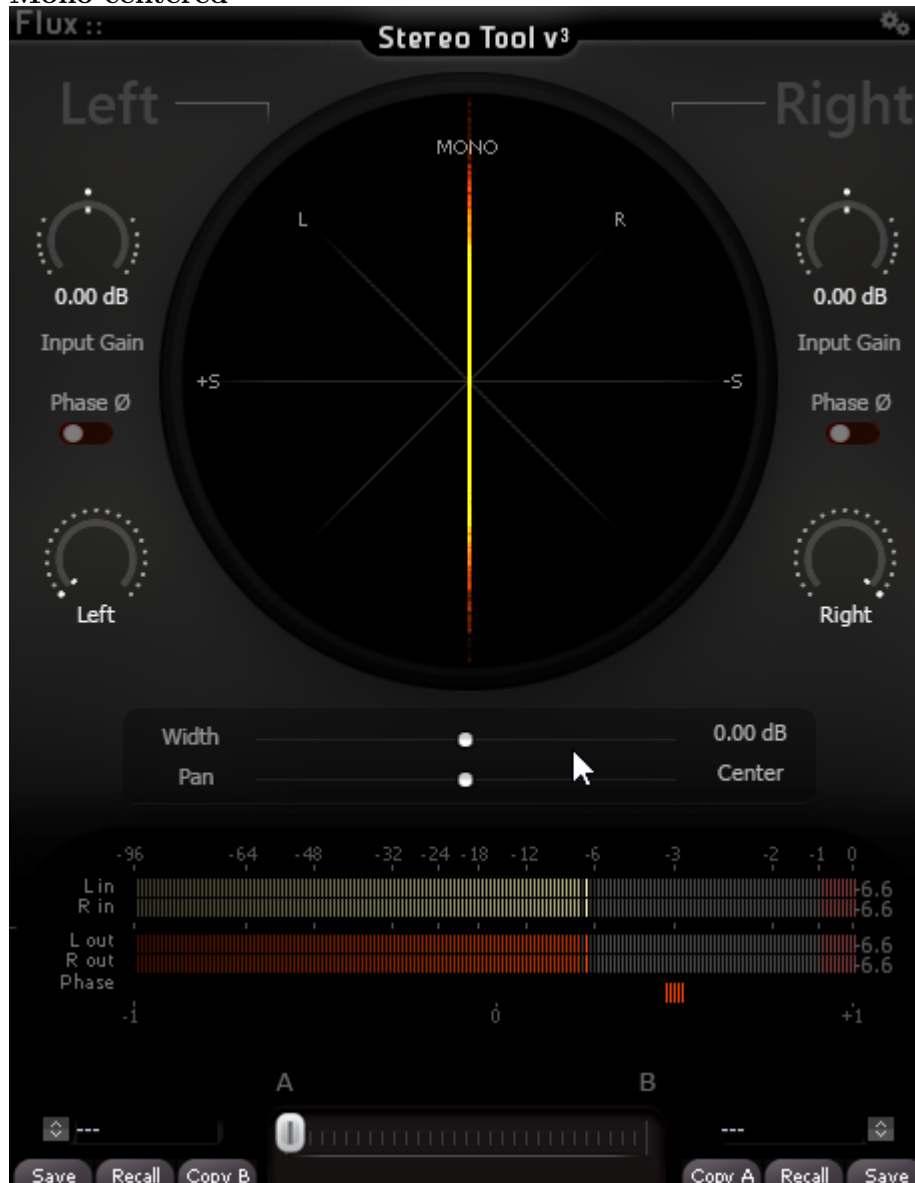 Mono centered
Flux ::
Stereo Tool v3
Left
Right
MONO
L
R
0.00 dB
0.00 dB
Input Gain
Input Gain
+S
-S
Phase Ø
Phase Ø
Left
Right
Width
0.00 dB
Pan
Center
-96 -64 -48 -32 -24 -18 -12 -6 -3 -2 -1 0
L in
-6.6
R in
-6.6
L out
-6.6
R out
-6.6
Phase
-1 0 +1
A
B
---
---
Save
Recall
Copy B
Copy A
Recall
Save